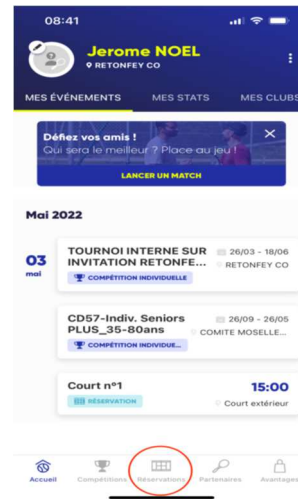 08:41
Jerome NOEL
RETONFEY CO
MES ÉVÉNEMENTS MES STATS MES CLUBS
Défiez vos amis !
Qui sera le meilleur ? Place au jeu !
LANCER UN MATCH
Mai 2022
03
mai
TOURNOI INTERNE SUR INVITATION RETONFE...
26/03 - 18/06
RETONFEY CO
COMPÉTITION INDIVIDUELLE
CD57-Indiv. Seniors PLUS_35-80ans
26/09 - 26/05
COMITE MOSELLE...
COMPÉTITION INDIVIDUE...
Court n°1
15:00
RÉSERVATION
Court extérieur
Accueil Compétitions Réservations Partenaires Avantages